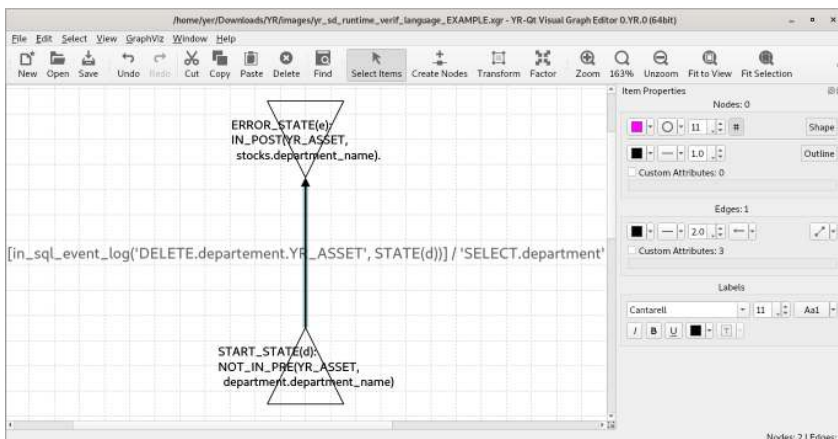 /home/yer/Downloads/YR/images/yr_sd_runtime_verif_language_EXAMPLE.xgr - YR-Qt Visual Graph Editor 0.YR.0 (64bit)
File Edit Select View GraphViz Window Help
New Open Save Undo Redo Cut Copy Paste Delete Find Select Items Create Nodes Transform Factor Zoom 163% Unzoom Fit to View Fit Selection
Item Properties
Nodes: 0
11 # Shape
1.0 Outline
Custom Attributes: 0
Edges: 1
2.0
Custom Attributes: 3
Labels
Cantarell 11 Aa1
I B U T
ERROR_STATE(e):
IN_POST(YR_ASSET,
stocks.department_name).
[in_sql_event_log('DELETE.departement.YR_ASSET', STATE(d))] / 'SELECT.department'
START_STATE(d):
NOT_IN_PRE(YR_ASSET,
department.department_name)
Nodes: 2 | Edges: